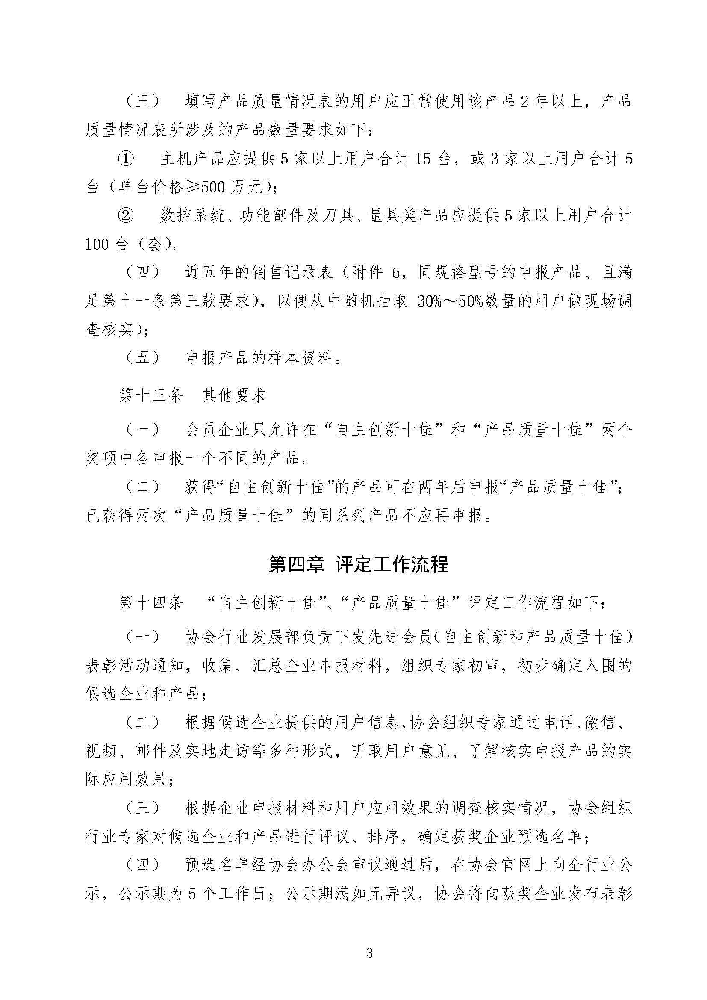 （三） 填写产品质量情况表的用户应正常使用该产品 2 年以上，产品
质量情况表所涉及的产品数量要求如下：
① 主机产品应提供 5 家以上用户合计 15 台，或 3 家以上用户合计 5
台（单台价格≥500 万元）；
② 数控系统、功能部件及刀具、量具类产品应提供 5 家以上用户合计
100 台（套）。
（四） 近五年的销售记录表（附件 6，同规格型号的申报产品、且满
足第十一条第三款要求），以便从中随机抽取 30%～50%数量的用户做现场调
查核实）；
（五） 申报产品的样本资料。
第十三条 其他要求
（一） 会员企业只允许在“自主创新十佳”和“产品质量十佳”两个
奖项中各申报一个不同的产品。
（二） 获得“自主创新十佳”的产品可在两年后申报“产品质量十佳”；
已获得两次“产品质量十佳”的同系列产品不应再申报。
第四章 评定工作流程
第十四条 “自主创新十佳”、“产品质量十佳”评定工作流程如下：
（一） 协会行业发展部负责下发先进会员（自主创新和产品质量十佳）
表彰活动通知，收集、汇总企业申报材料，组织专家初审，初步确定入围的
候选企业和产品；
（二） 根据候选企业提供的用户信息，协会组织专家通过电话、微信、
视频、邮件及实地走访等多种形式，听取用户意见、了解核实申报产品的实
际应用效果；
（三） 根据企业申报材料和用户应用效果的调查核实情况，协会组织
行业专家对候选企业和产品进行评议、排序，确定获奖企业预选名单；
（四） 预选名单经协会办公会审议通过后，在协会官网上向全行业公
示，公示期为 5 个工作日；公示期满如无异议，协会将向获奖企业发布表彰
3